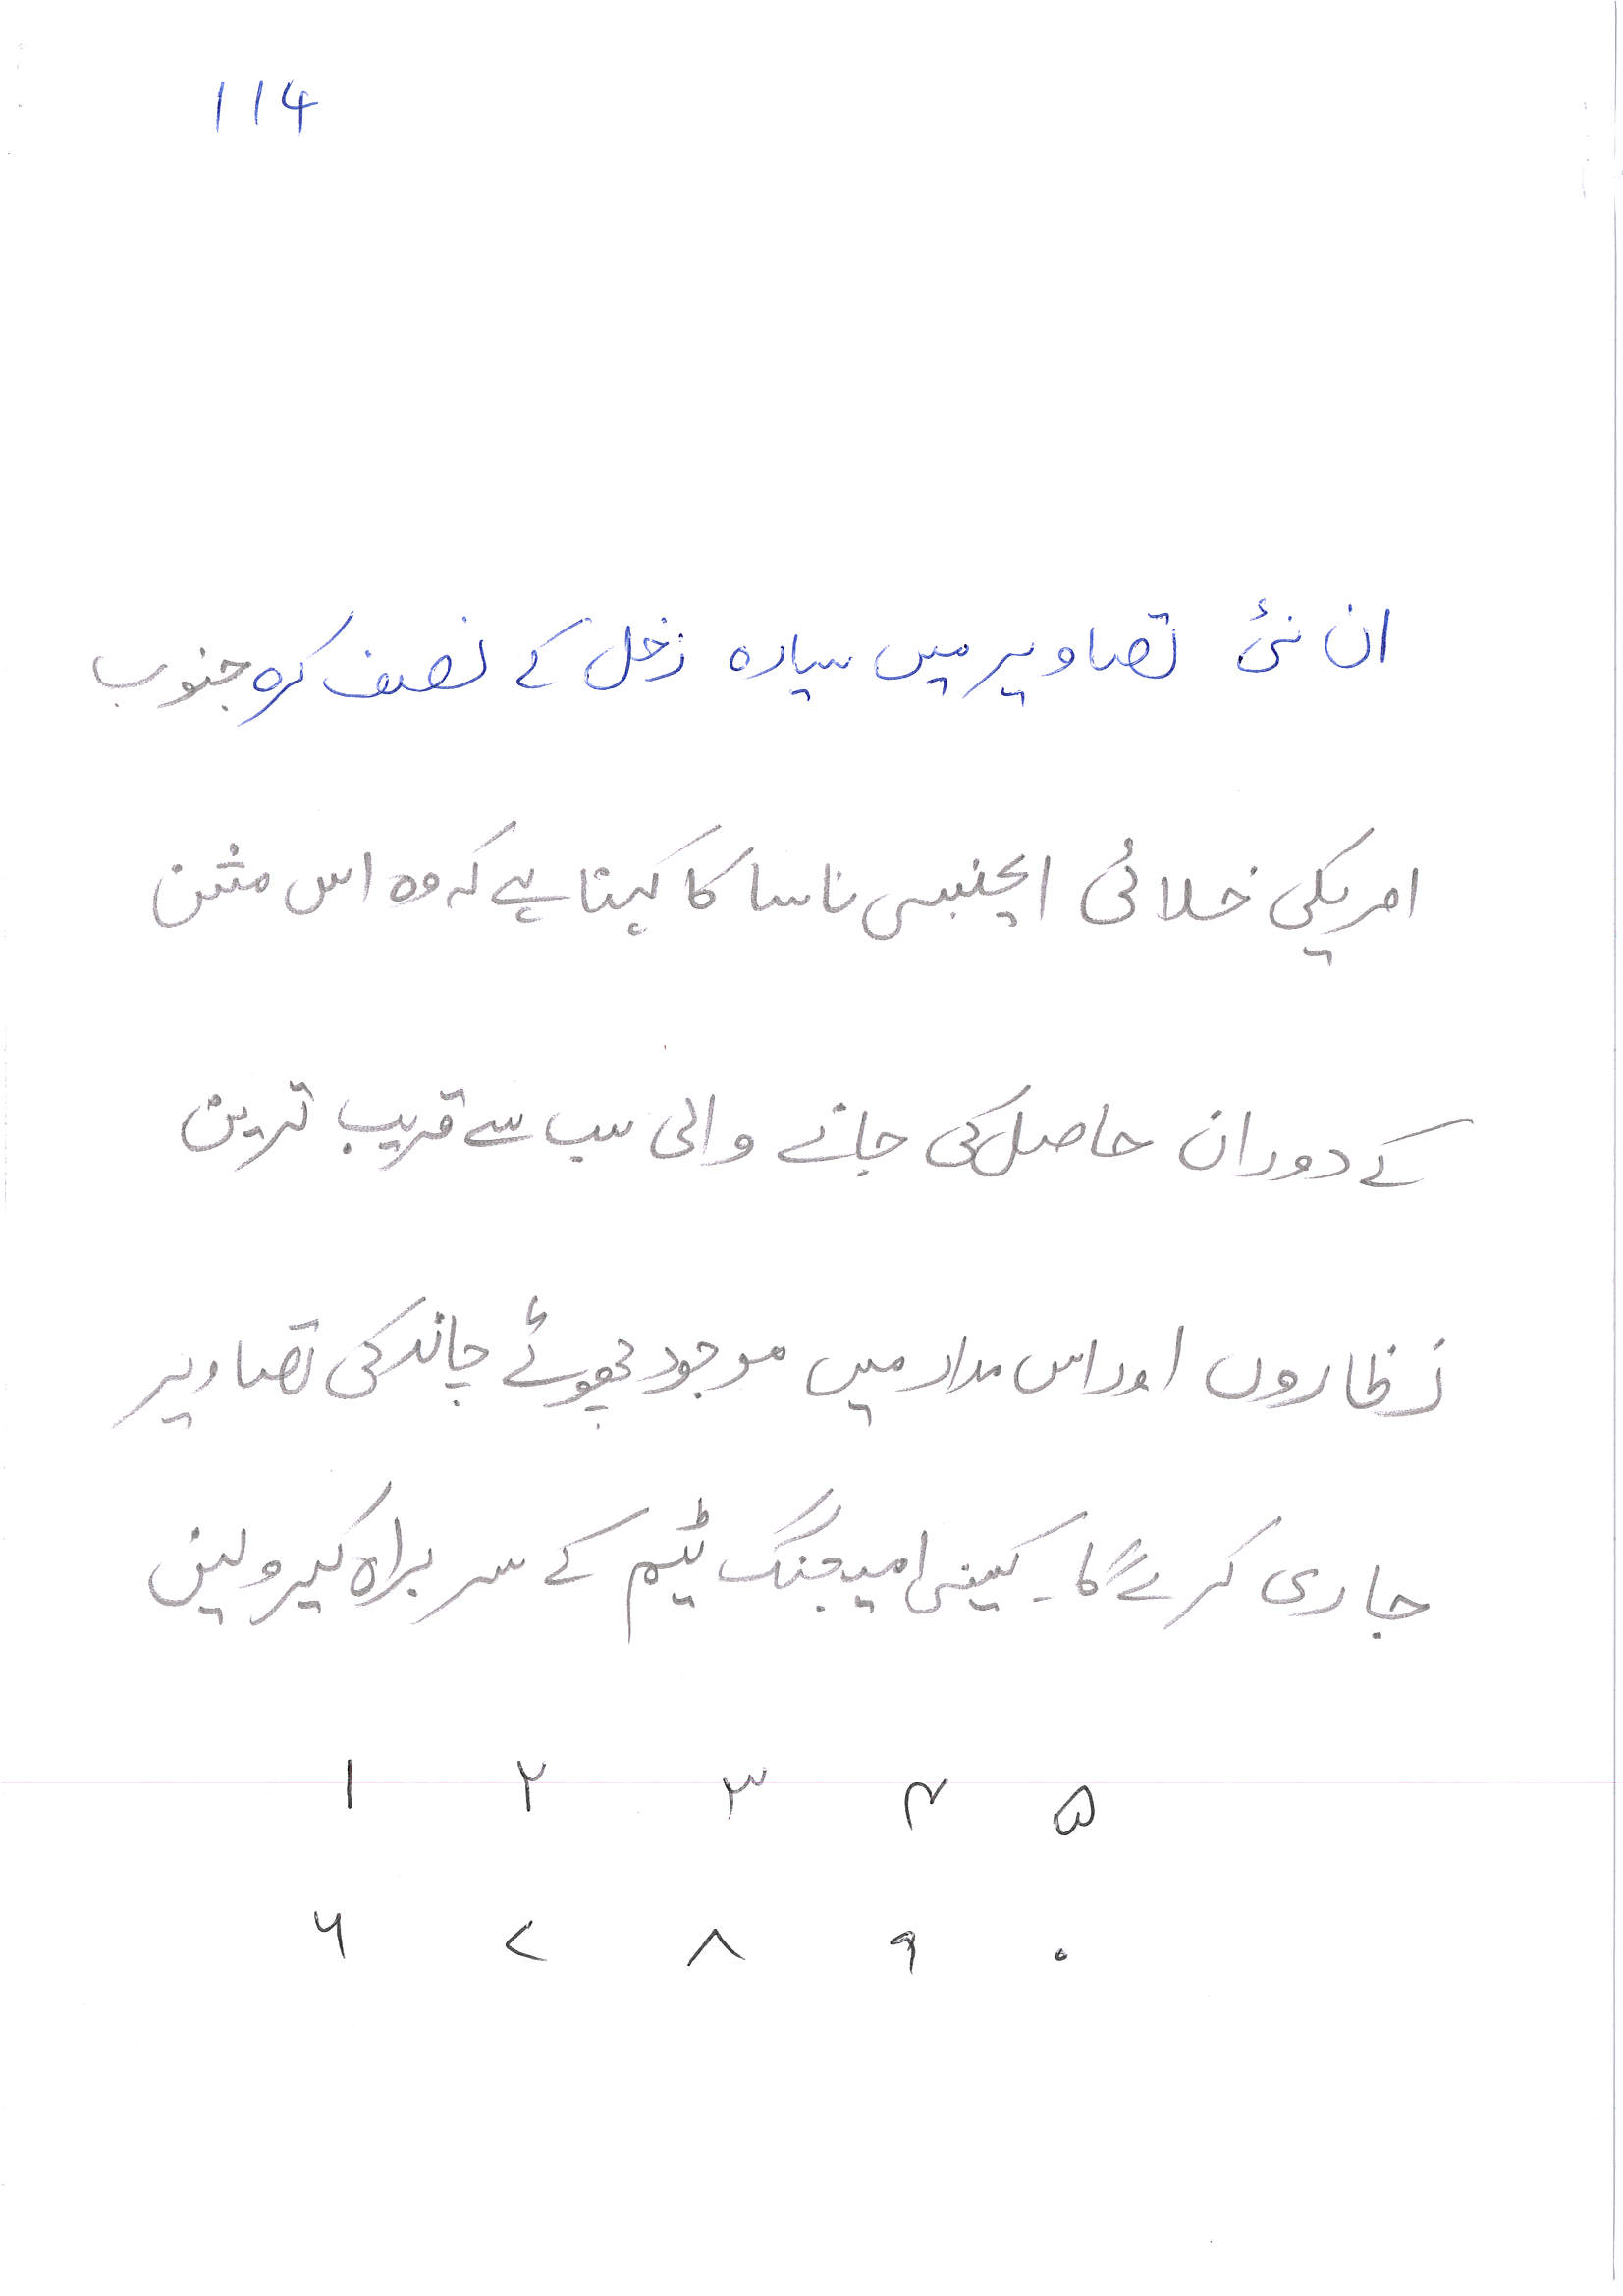 114
ان نئ تصاویر میں سیارہ زحل کے نصف کرہ جنوب
امریکی خلائی ایجنسی ناسا کا کہنا ہے کہ وہ اس مشن
کے دوران حاصل کی جانے والی سب سے قریب ترین
نظاروں اور اس مدار میں موجود چھوٹے چاند کی تصاویر
جاری کرے گا۔ کیسنی امیجنگ ٹیم کے سربراہ کیرولین
۱ ۲ ۳ ۴ ۵
۶ ۷ ۸ ۹ ۰